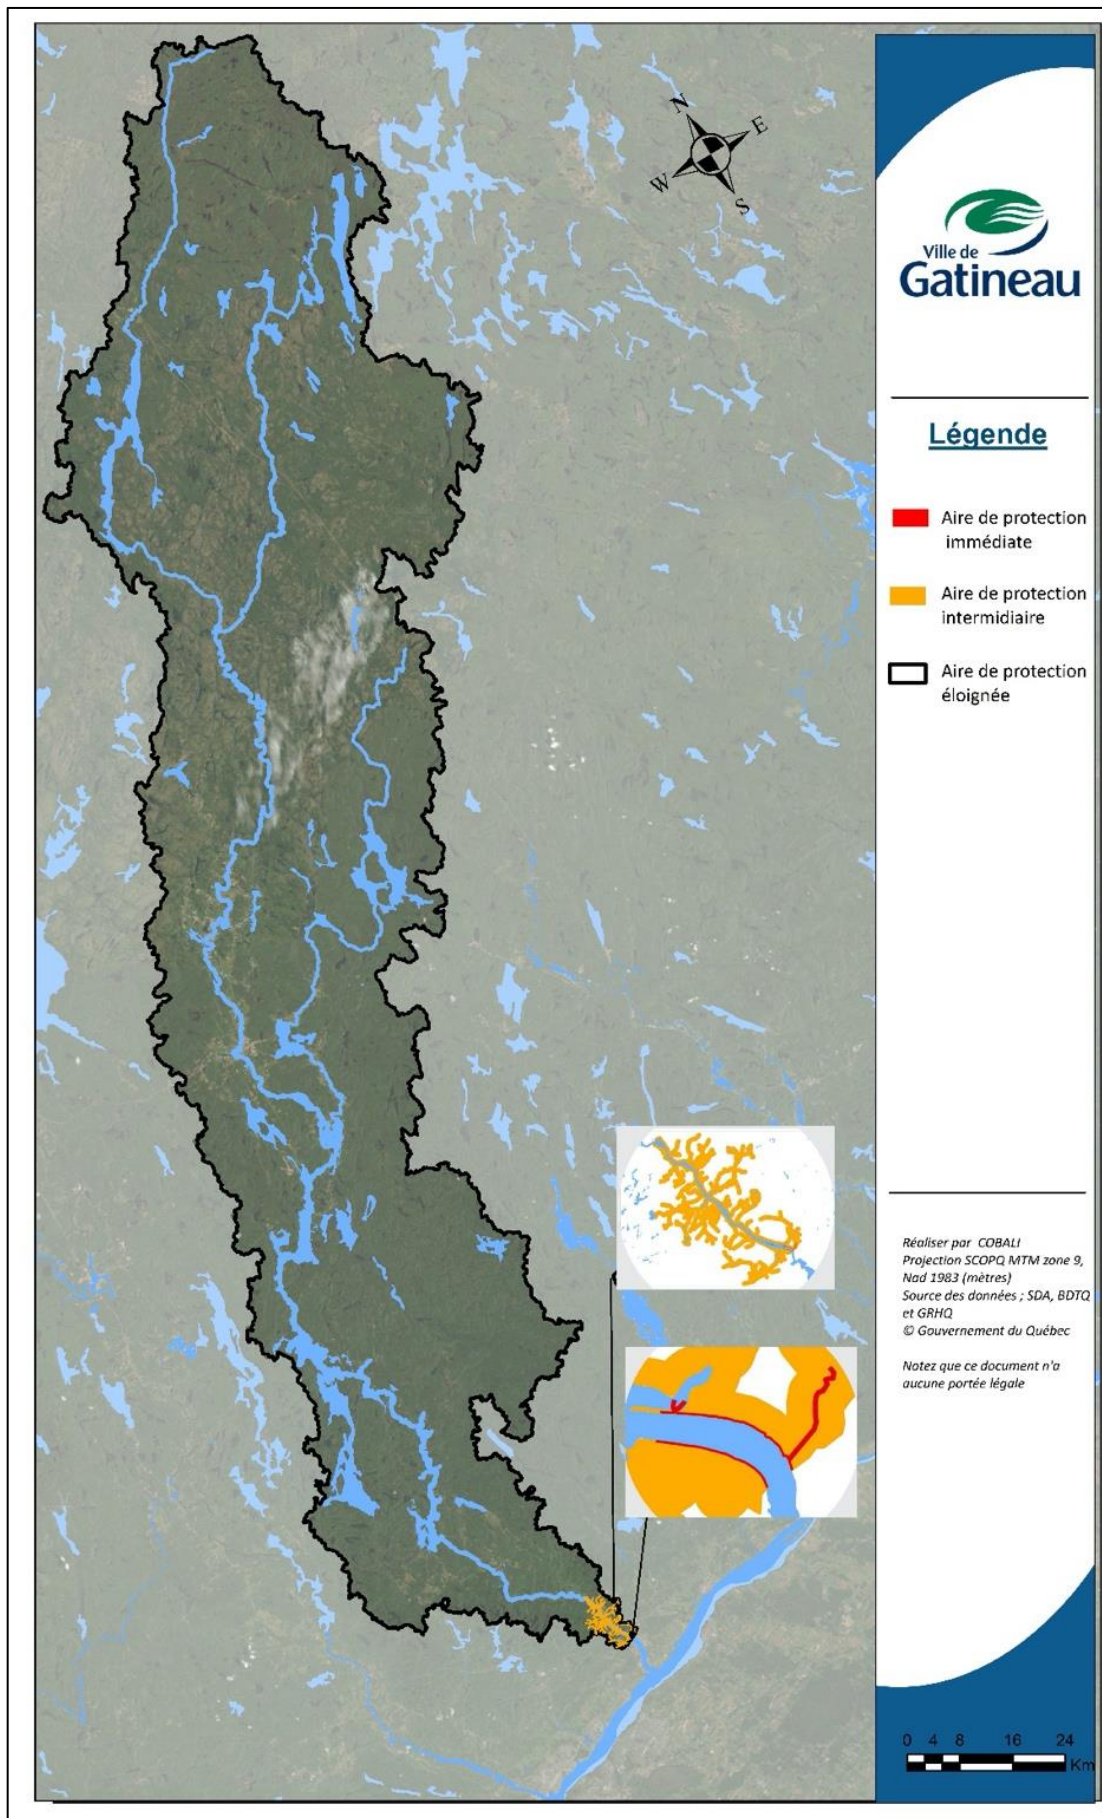 N
E
W
S
Ville de
Gatineau
Légende
Aire de protection
immédiate
Aire de protection
intermidiaire
Aire de protection
éloignée
Réaliser par COBALI
Projection SCOPQ MTM zone 9,
Nad 1983 (mètres)
Source des données ; SDA, BDTQ
et GRHQ
© Gouvernement du Québec
Notez que ce document n'a
aucune portée légale
0 4 8 16 24
Km